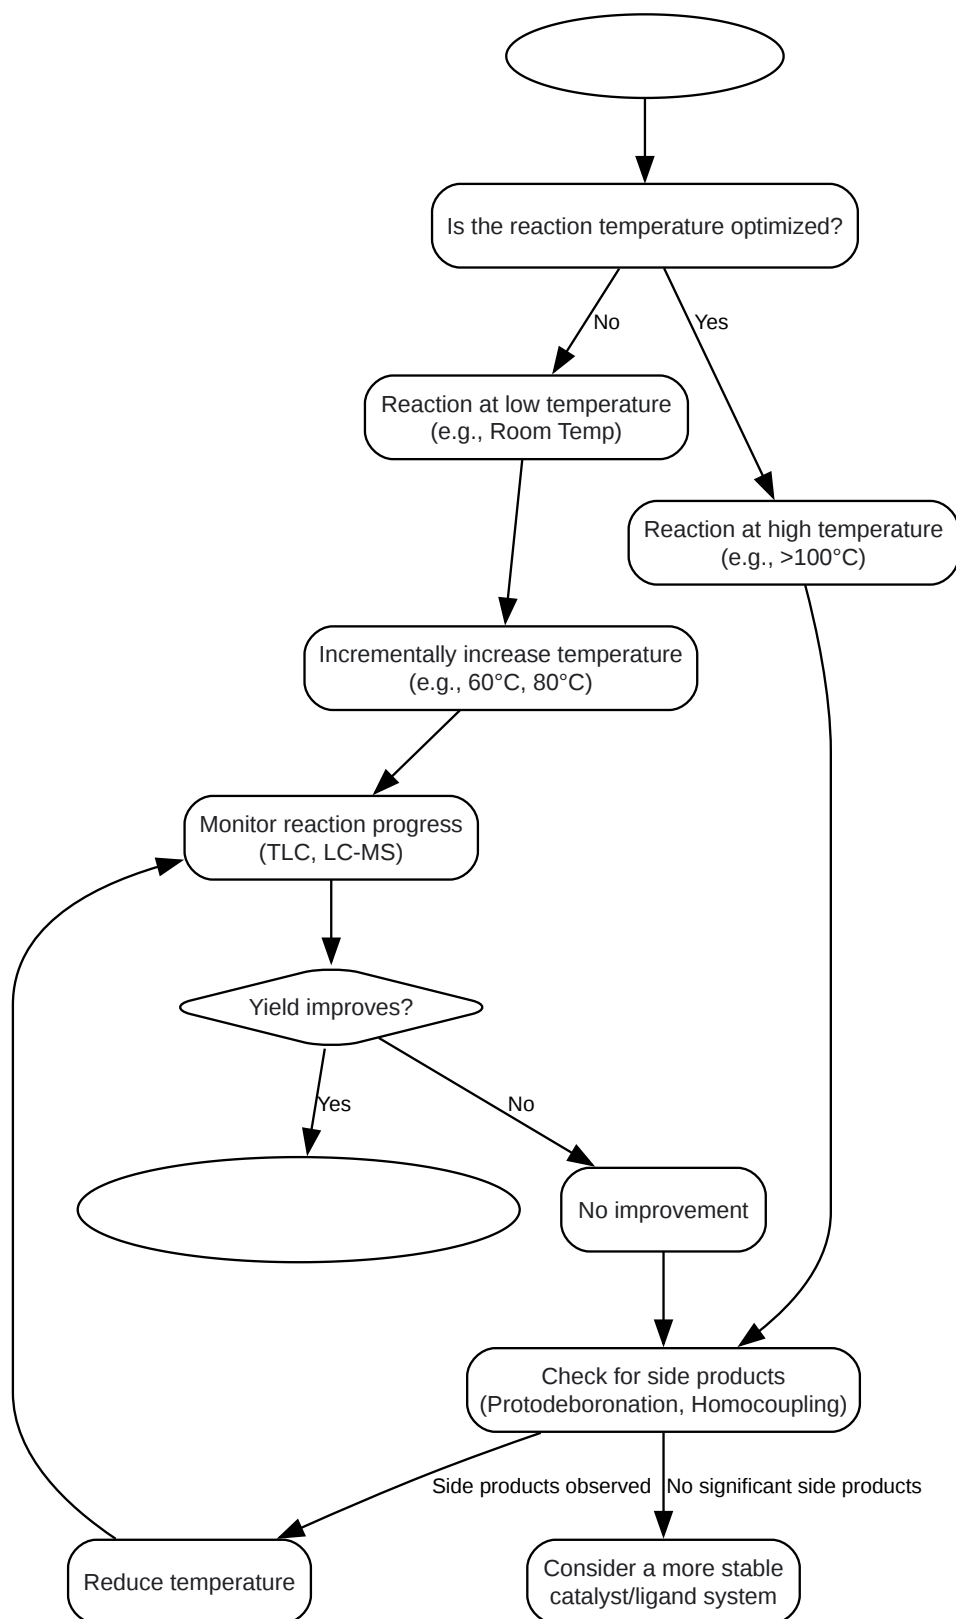 Is the reaction temperature optimized?
No
Yes
Reaction at low temperature
(e.g., Room Temp)
Reaction at high temperature
(e.g., >100°C)
Incrementally increase temperature
(e.g., 60°C, 80°C)
Monitor reaction progress
(TLC, LC-MS)
Yield improves?
Yes
No
No improvement
Check for side products
(Protodeboronation, Homocoupling)
Side products observed
No significant side products
Reduce temperature
Consider a more stable
catalyst/ligand system